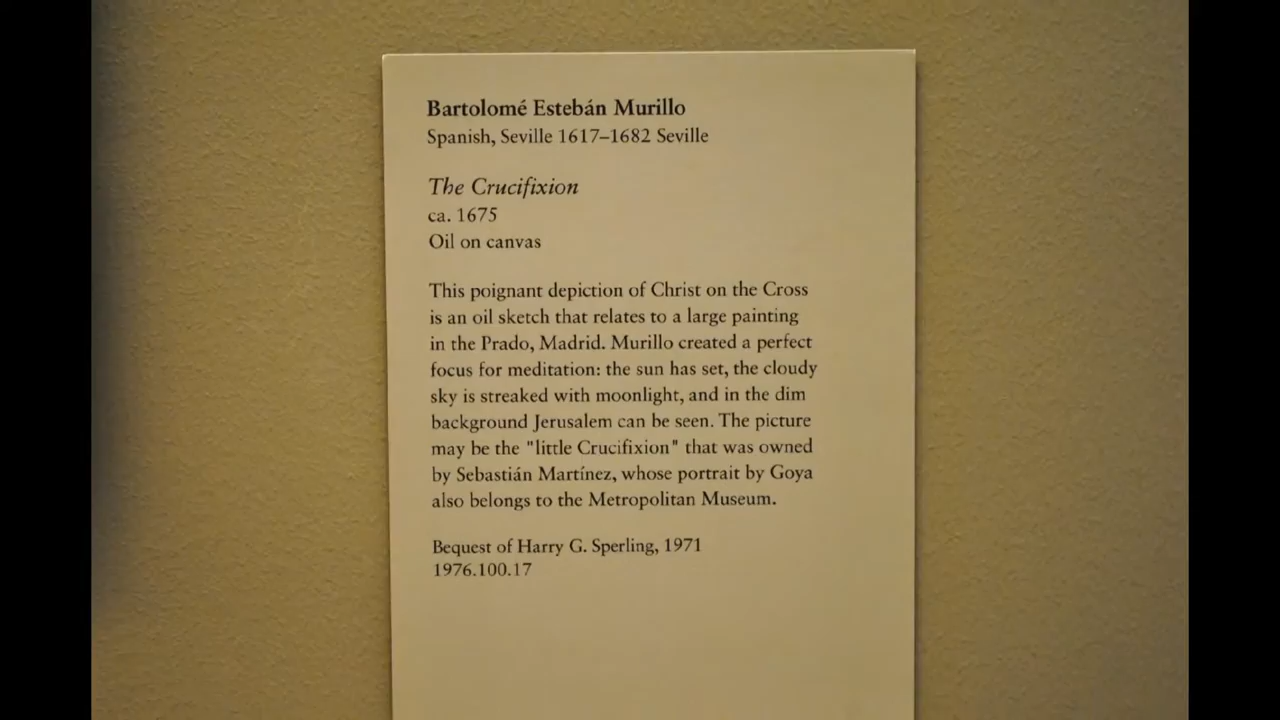 Bartolomé Estebán Murillo
Spanish, Seville 1617–1682 Seville
The Crucifixion
ca. 1675
Oil on canvas
This poignant depiction of Christ on the Cross
is an oil sketch that relates to a large painting
in the Prado, Madrid. Murillo created a perfect
focus for meditation: the sun has set, the cloudy
sky is streaked with moonlight, and in the dim
background Jerusalem can be seen. The picture
may be the "little Crucifixion" that was owned
by Sebastián Martínez, whose portrait by Goya
also belongs to the Metropolitan Museum.
Bequest of Harry G. Sperling, 1971
1976.100.17